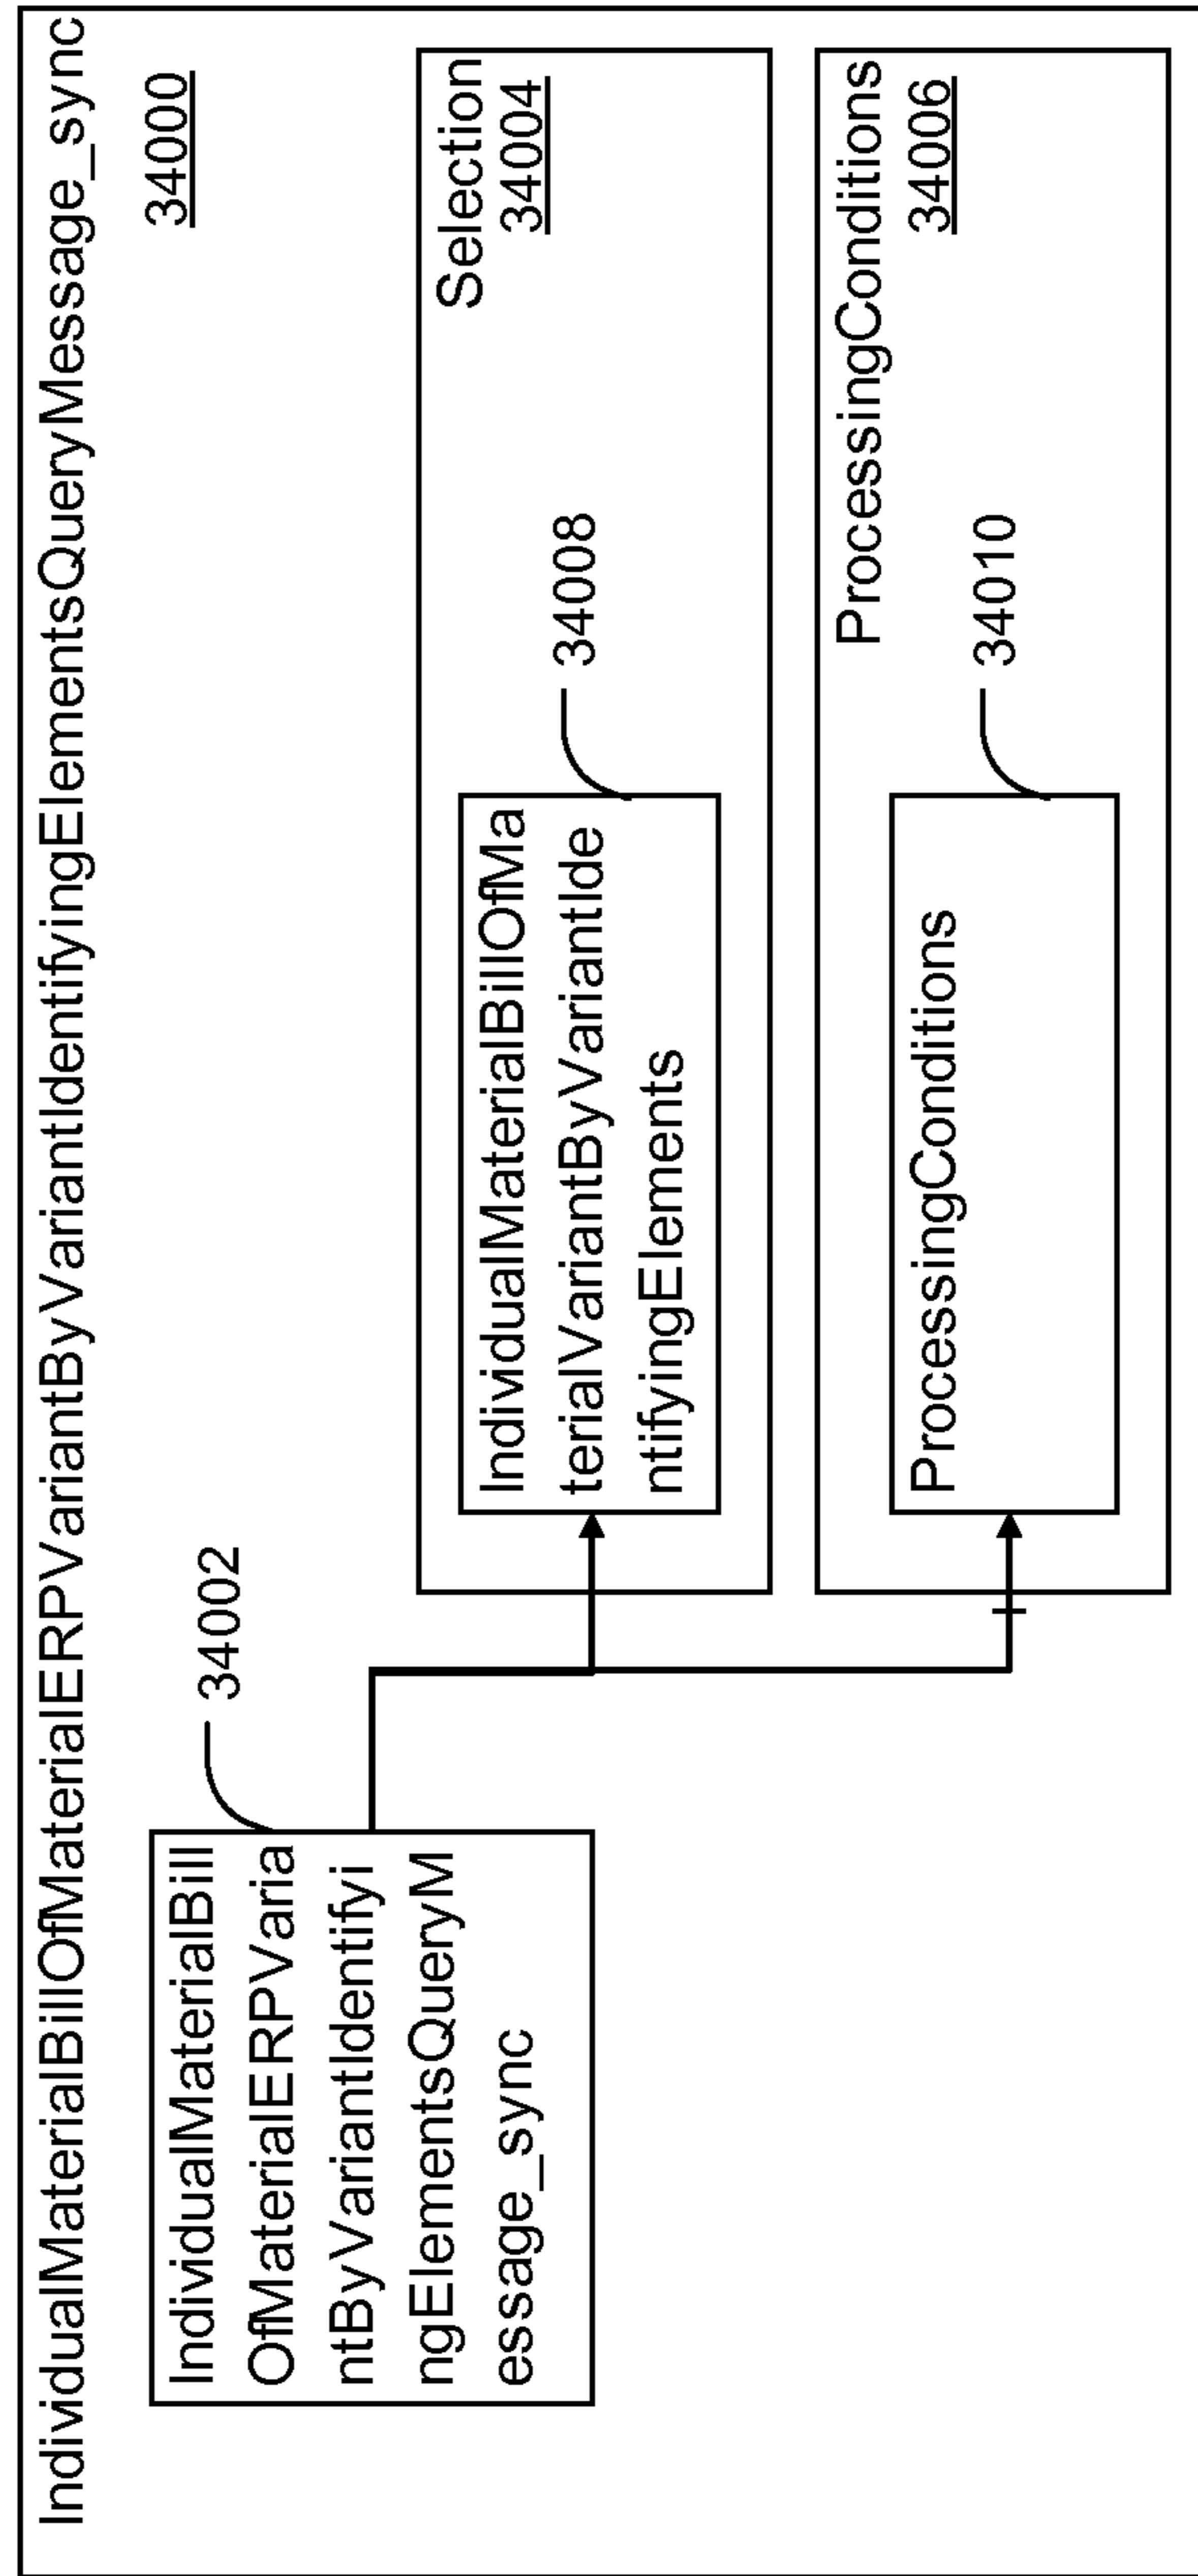 IndividualMaterialBillOfMaterialERPVariantByVariantIdentifyingElementsQueryMessage_sync
34000
34002
IndividualMaterialBill
OfMaterialERPVaria
ntByVariantIdentifyi
ngElementsQueryM
essage_sync
Selection
34004
34008
IndividualMaterialBillOfMa
terialVariantByVariantIde
ntifyingElements
ProcessingConditions
34006
34010
ProcessingConditions